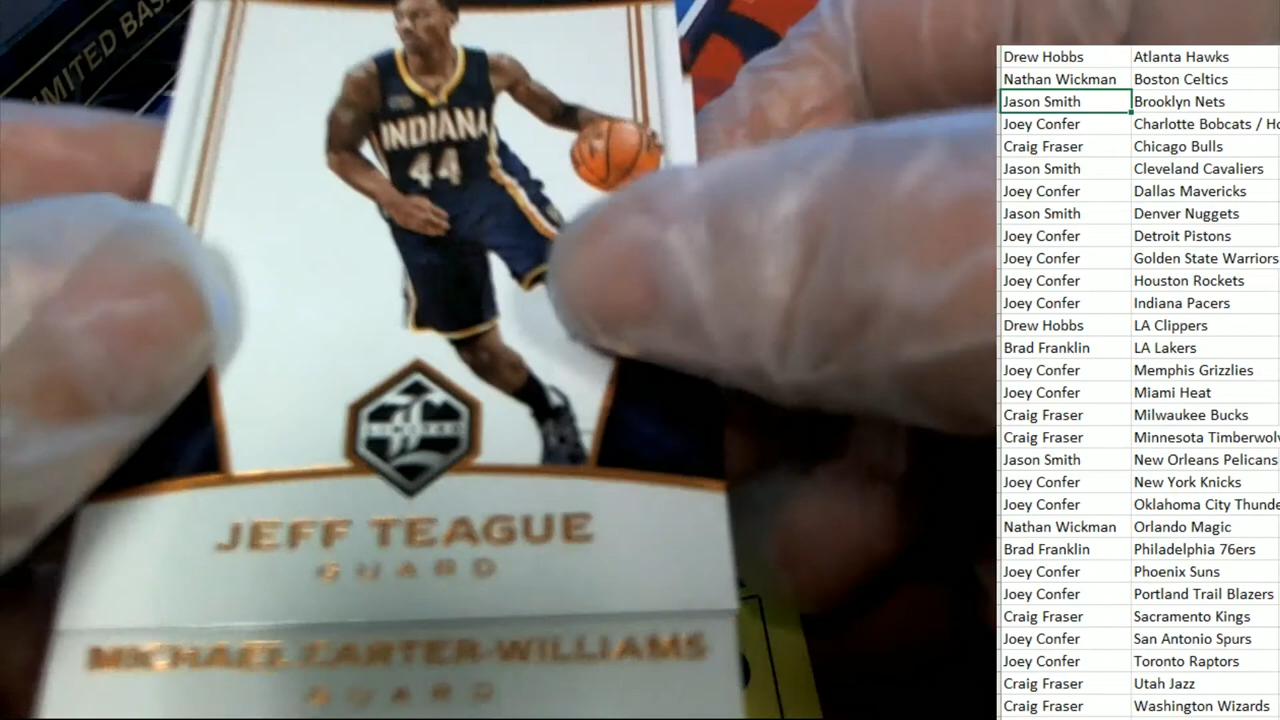 LIMITED BAS
INDIANA
44
LIMITED
JEFF TEAGUE
GUARD
MICHAEL CARTER-WILLIAMS
GUARD
Drew Hobbs Atlanta Hawks
Nathan Wickman Boston Celtics
Jason Smith Brooklyn Nets
Joey Confer Charlotte Bobcats / Ho
Craig Fraser Chicago Bulls
Jason Smith Cleveland Cavaliers
Joey Confer Dallas Mavericks
Jason Smith Denver Nuggets
Joey Confer Detroit Pistons
Joey Confer Golden State Warriors
Joey Confer Houston Rockets
Joey Confer Indiana Pacers
Drew Hobbs LA Clippers
Brad Franklin LA Lakers
Joey Confer Memphis Grizzlies
Joey Confer Miami Heat
Craig Fraser Milwaukee Bucks
Craig Fraser Minnesota Timberwolv
Jason Smith New Orleans Pelicans
Joey Confer New York Knicks
Joey Confer Oklahoma City Thunde
Nathan Wickman Orlando Magic
Brad Franklin Philadelphia 76ers
Joey Confer Phoenix Suns
Joey Confer Portland Trail Blazers
Craig Fraser Sacramento Kings
Joey Confer San Antonio Spurs
Joey Confer Toronto Raptors
Craig Fraser Utah Jazz
Craig Fraser Washington Wizards